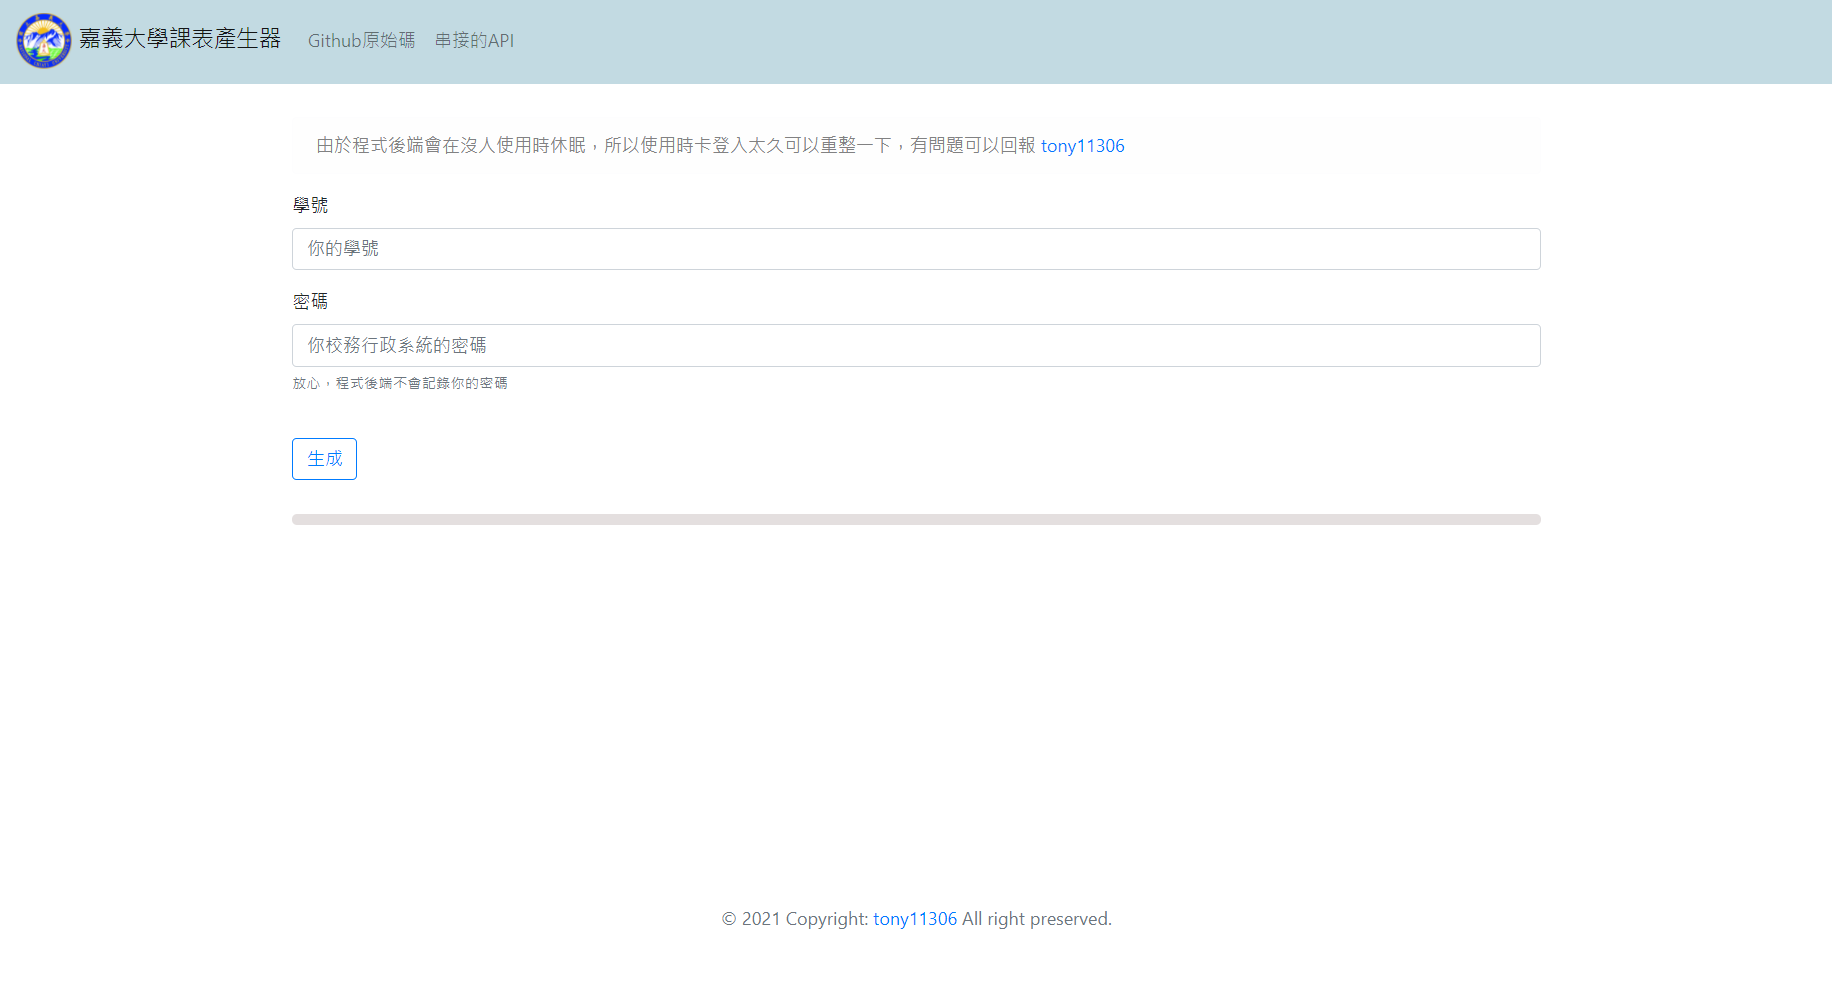 嘉義大學課表產生器 Github原始碼 串接的API
由於程式後端會在沒人使用時休眠，所以使用時卡登入太久可以重整一下，有問題可以回報 tony11306
學號
你的學號
密碼
你校務行政系統的密碼
放心，程式後端不會記錄你的密碼
生成
© 2021 Copyright: tony11306 All right preserved.